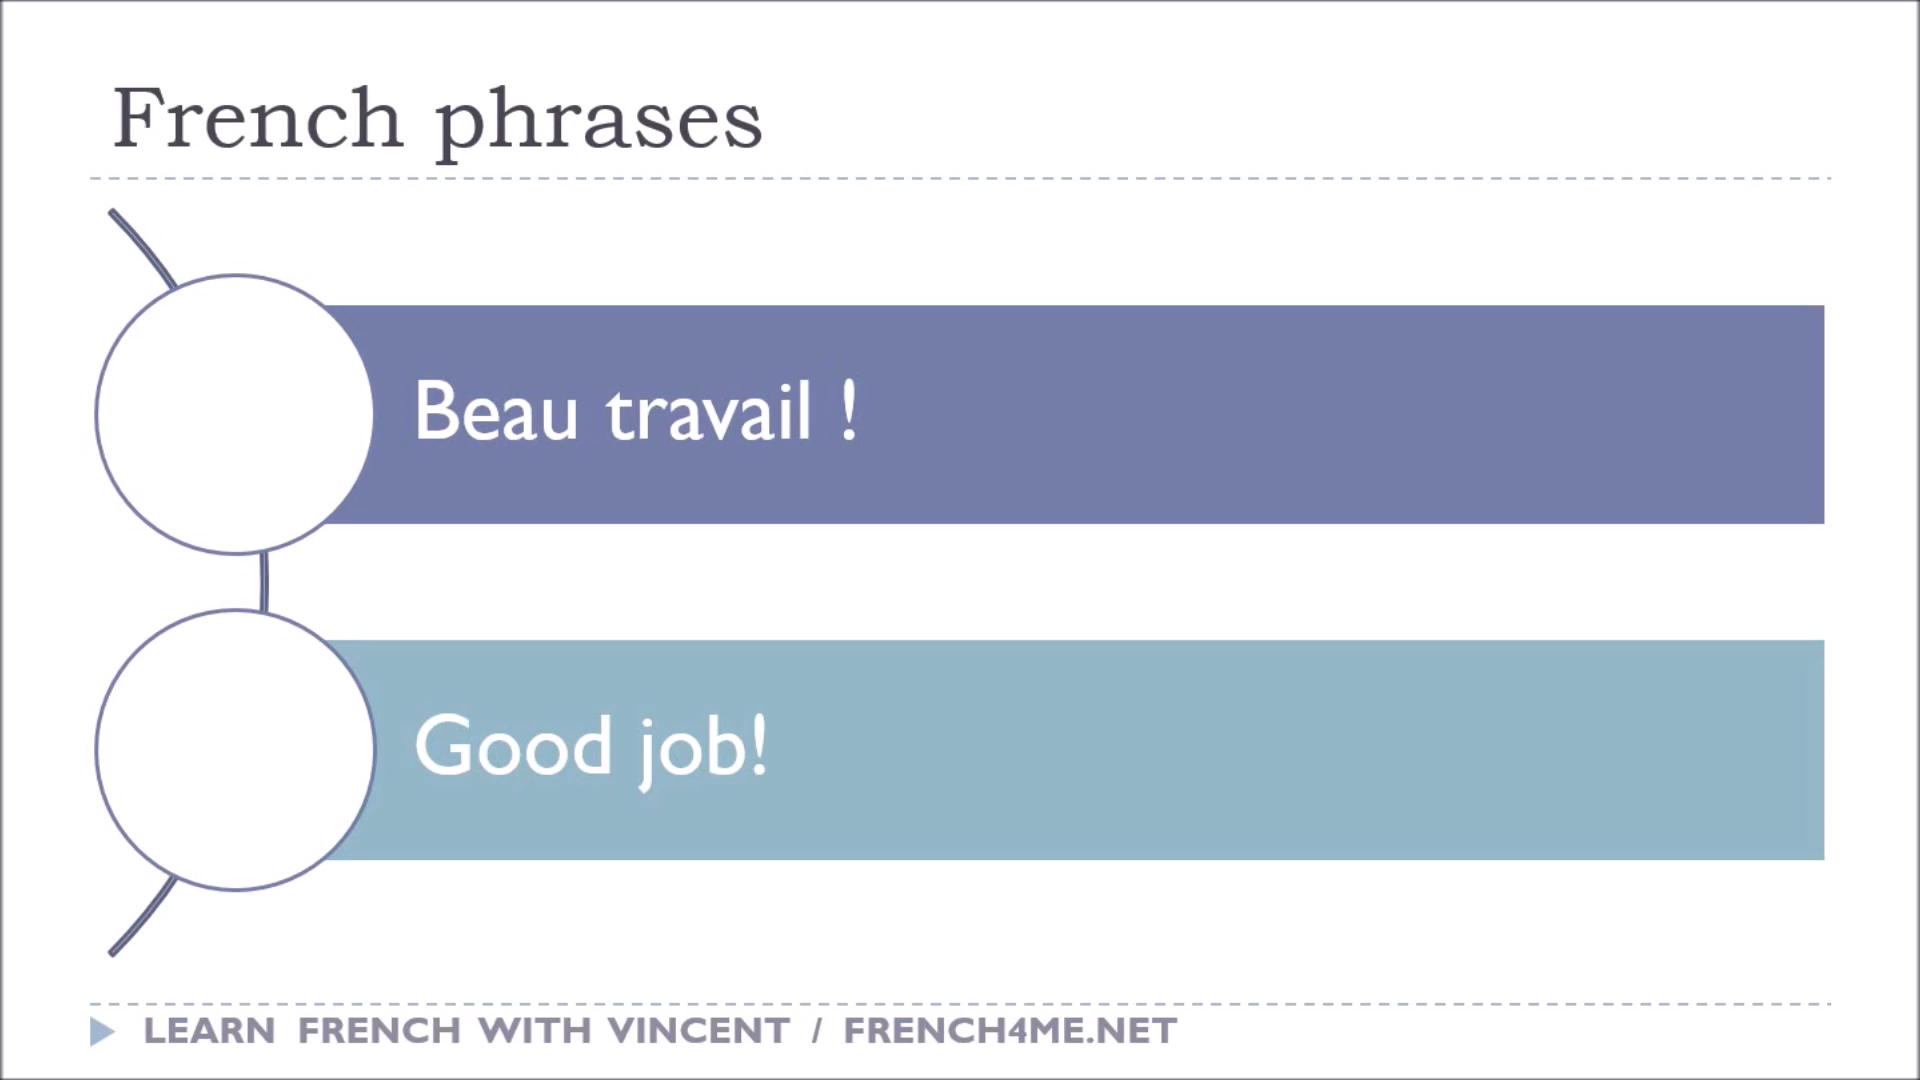 French phrases
Beau travail !
Good job!
LEARN FRENCH WITH VINCENT / FRENCH4ME.NET